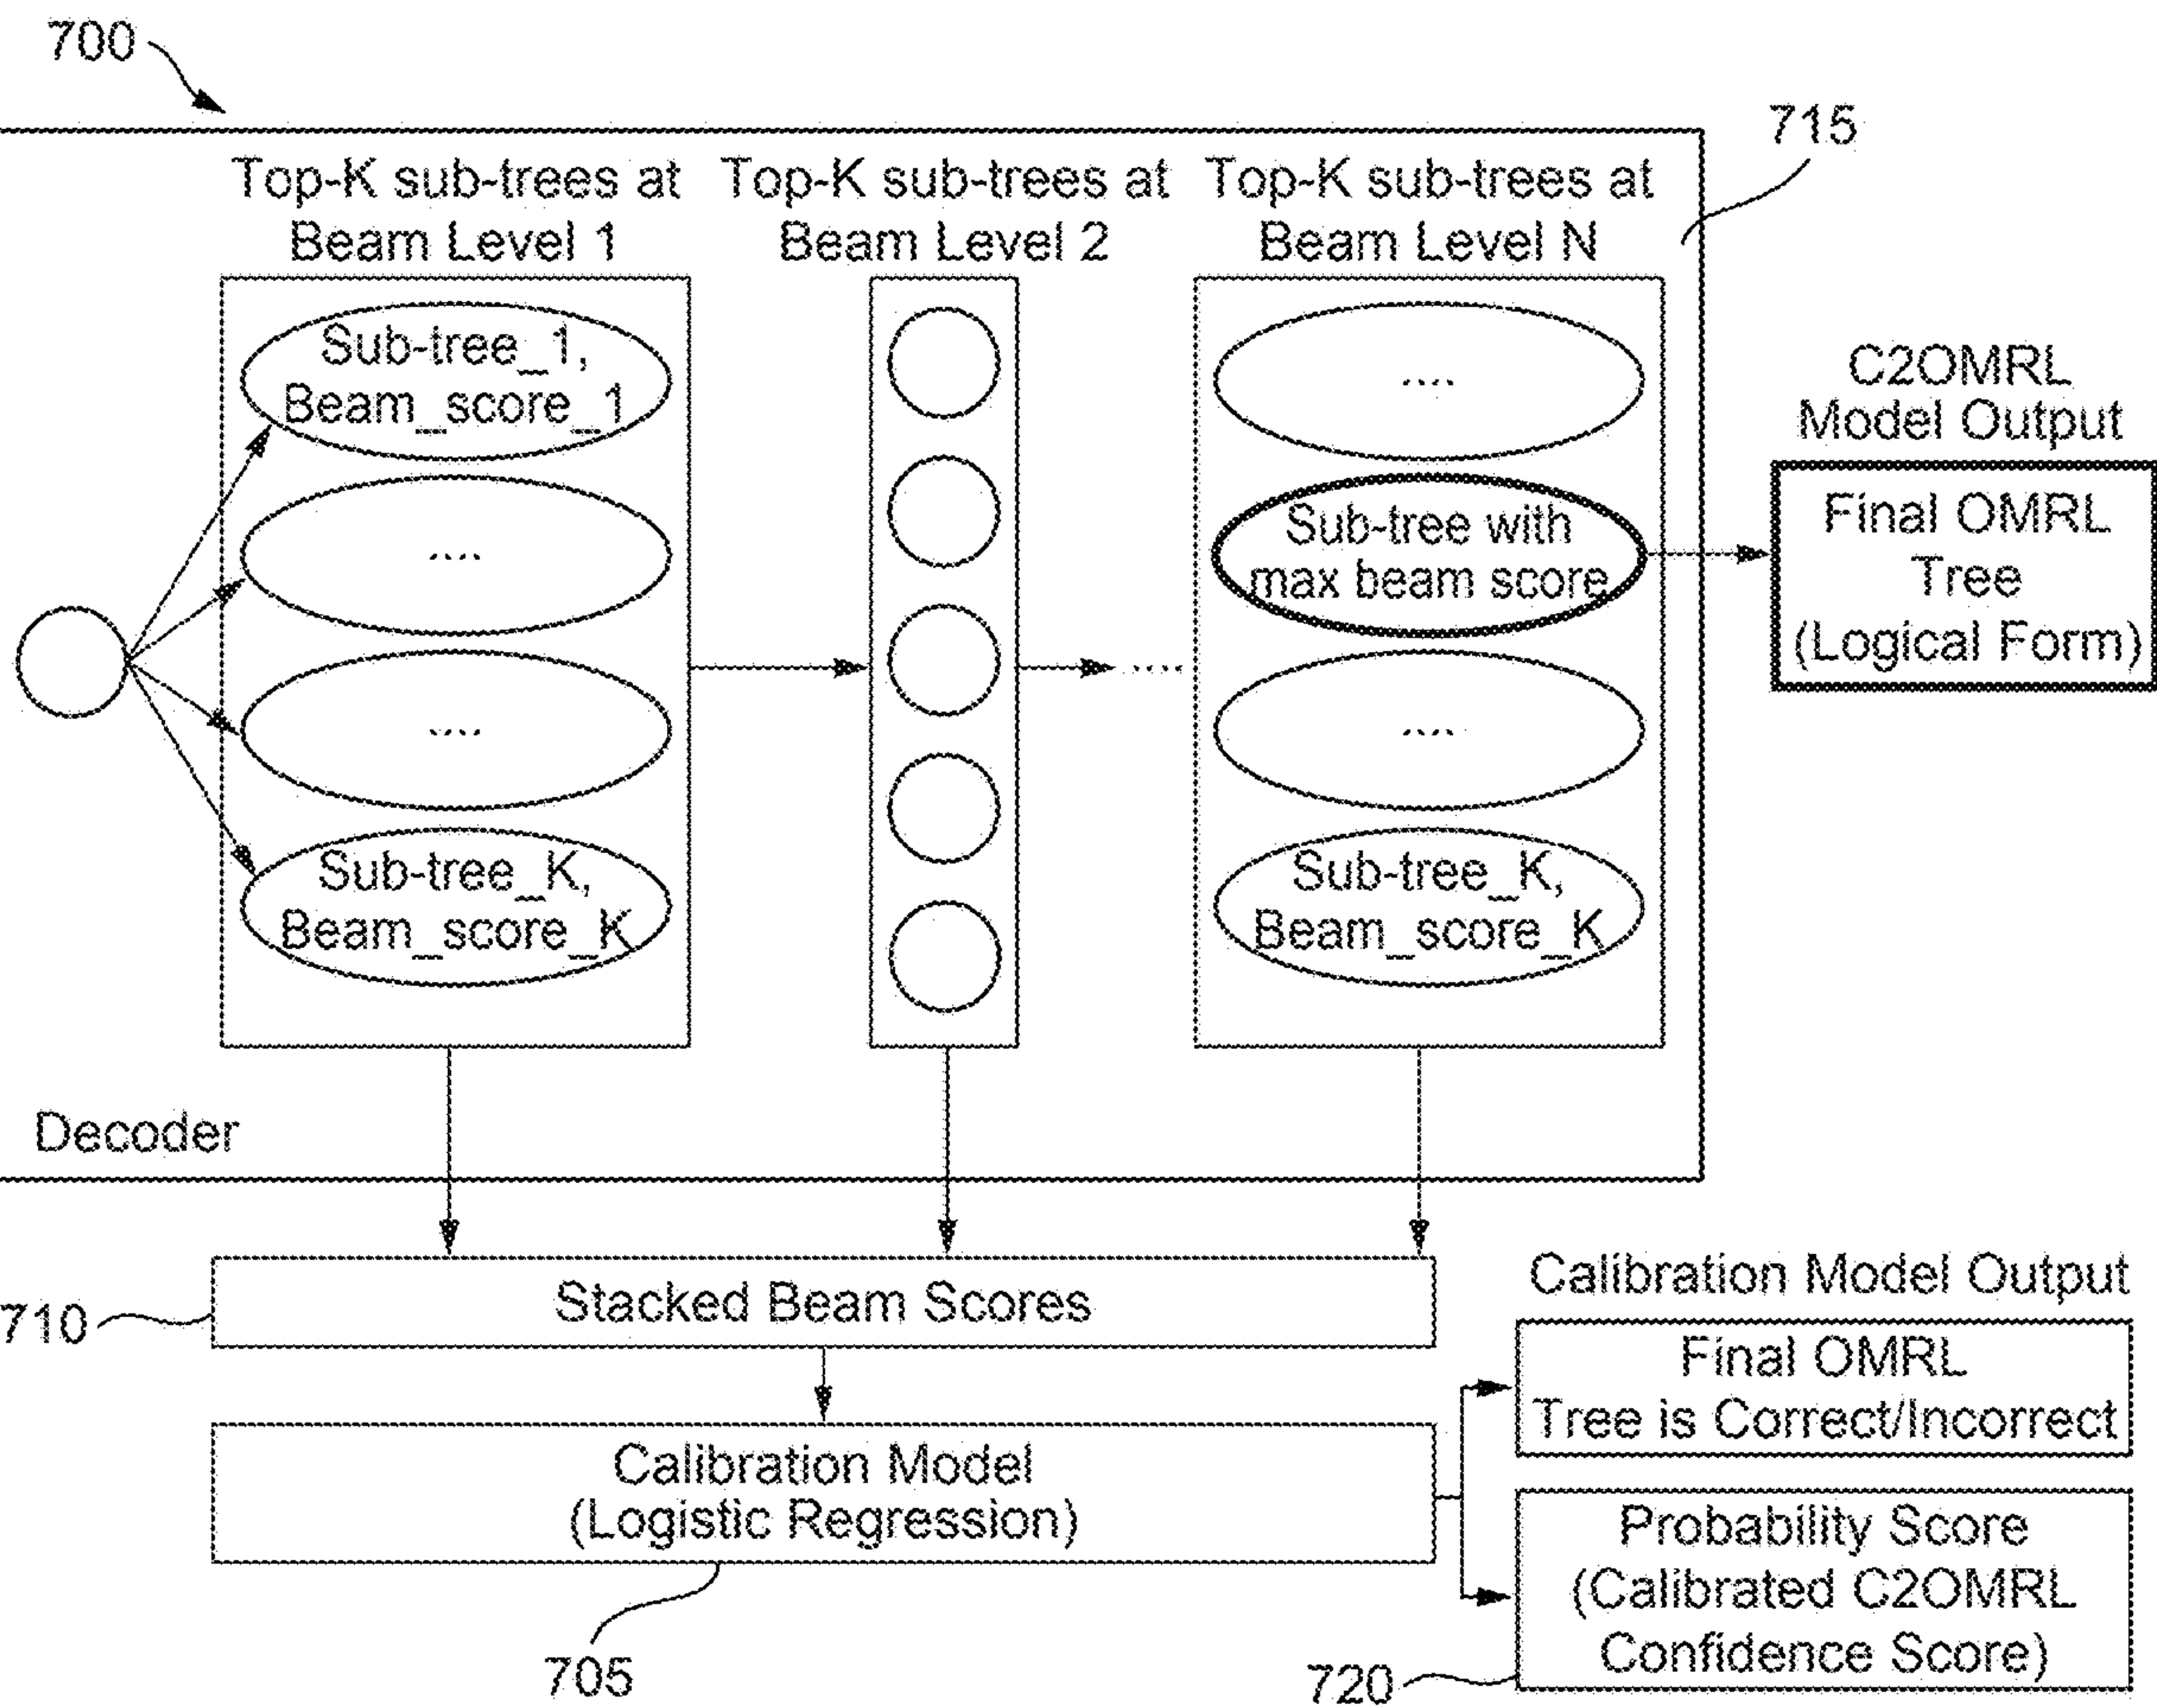 700
715
Top-K sub-trees at
Beam Level 1
Top-K sub-trees at
Beam Level 2
Top-K sub-trees at
Beam Level N
Sub-tree_1,
Beam_score_1
....
....
Sub-tree_K,
Beam_score_K
....
....
Sub-tree with
max beam score
....
Sub-tree_K,
Beam_score_K
C2OMRL
Model Output
Final OMRL
Tree
(Logical Form)
Decoder
710
Stacked Beam Scores
Calibration Model
(Logistic Regression)
705
Calibration Model Output
Final OMRL
Tree is Correct/Incorrect
Probability Score
(Calibrated C2OMRL
Confidence Score)
720